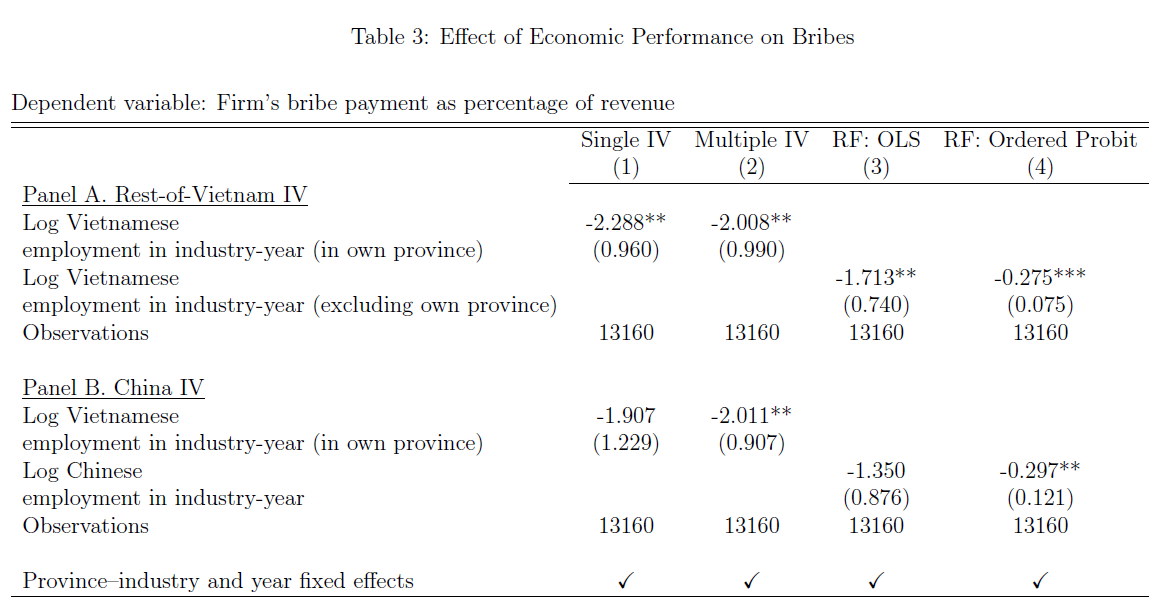 Table 3: Effect of Economic Performance on Bribes
Dependent variable: Firm's bribe payment as percentage of revenue
Single IV Multiple IV RF: OLS RF: Ordered Probit
(1) (2) (3) (4)
Panel A. Rest-of-Vietnam IV
Log Vietnamese -2.288** -2.008**
employment in industry-year (in own province) (0.960) (0.990)
Log Vietnamese -1.713** -0.275***
employment in industry-year (excluding own province) (0.740) (0.075)
Observations 13160 13160 13160 13160
Panel B. China IV
Log Vietnamese -1.907 -2.011**
employment in industry-year (in own province) (1.229) (0.907)
Log Chinese -1.350 -0.297**
employment in industry-year (0.876) (0.121)
Observations 13160 13160 13160 13160
Province–industry and year fixed effects ✓ ✓ ✓ ✓